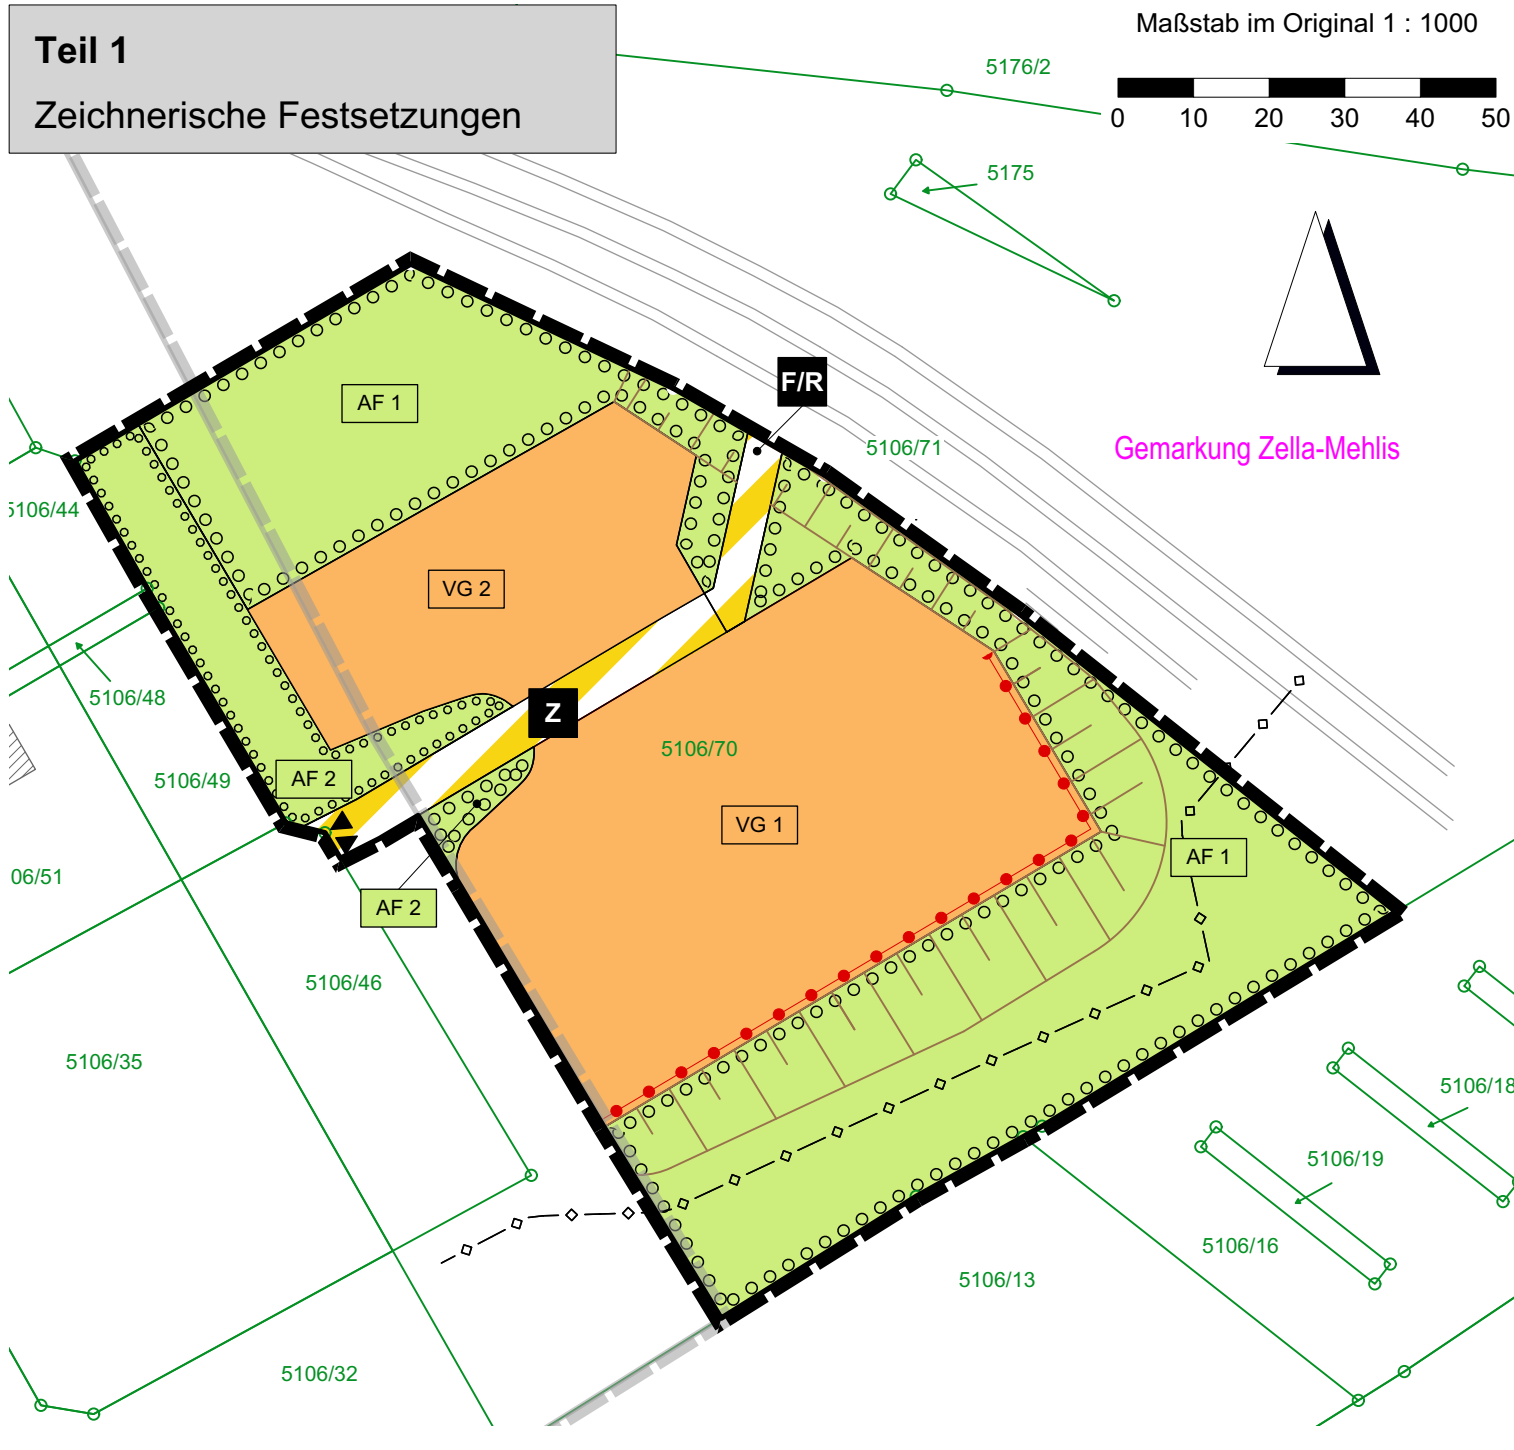 Teil 1
Zeichnerische Festsetzungen
Maßstab im Original 1 : 1000
0 10 20 30 40 50
5176/2
5175
AF 1
F/R
5106/71
Gemarkung Zella-Mehlis
5106/44
VG 2
5106/48
Z
5106/70
5106/49
AF 2
VG 1
AF 1
06/51
AF 2
5106/46
5106/35
5106/18
5106/19
5106/16
5106/13
5106/32